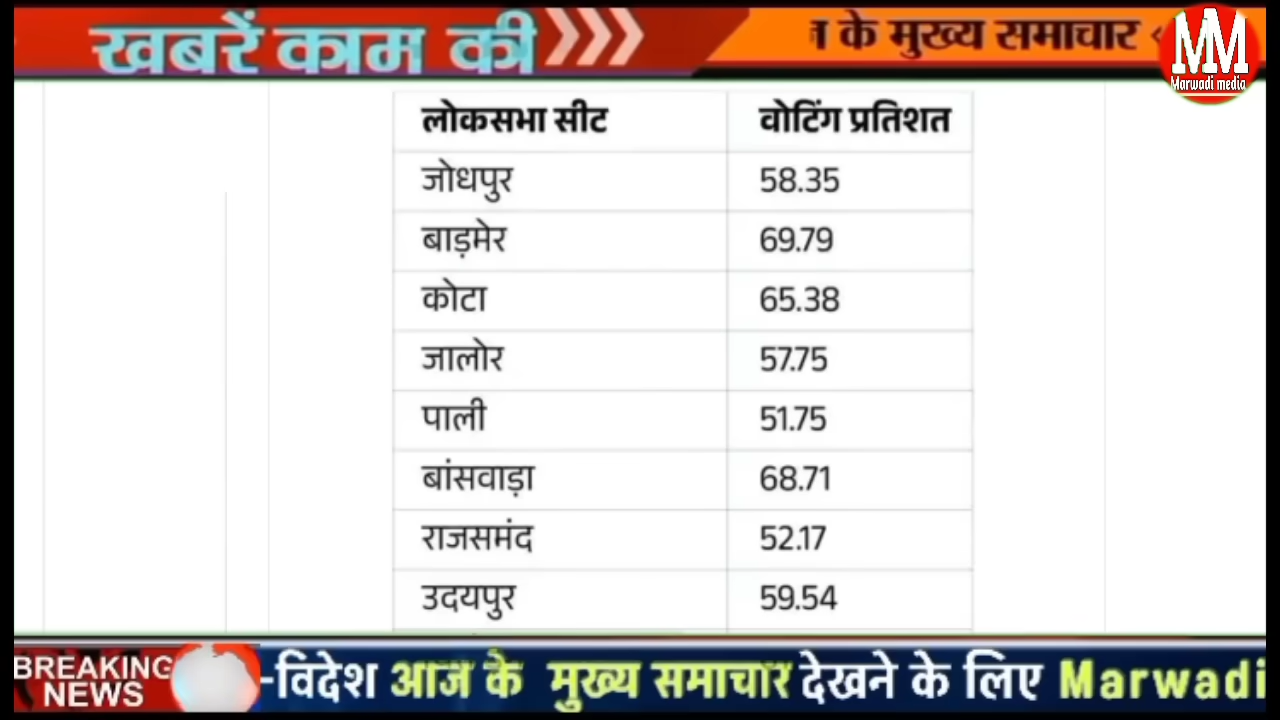 खबरें काम की
के मुख्य समाचार
MM
Marwadi media
लोकसभा सीट वोटिंग प्रतिशत
जोधपुर 58.35
बाड़मेर 69.79
कोटा 65.38
जालोर 57.75
पाली 51.75
बांसवाड़ा 68.71
राजसमंद 52.17
उदयपुर 59.54
BREAKING
NEWS
-विदेश आज के मुख्य समाचार देखने के लिए Marwadi